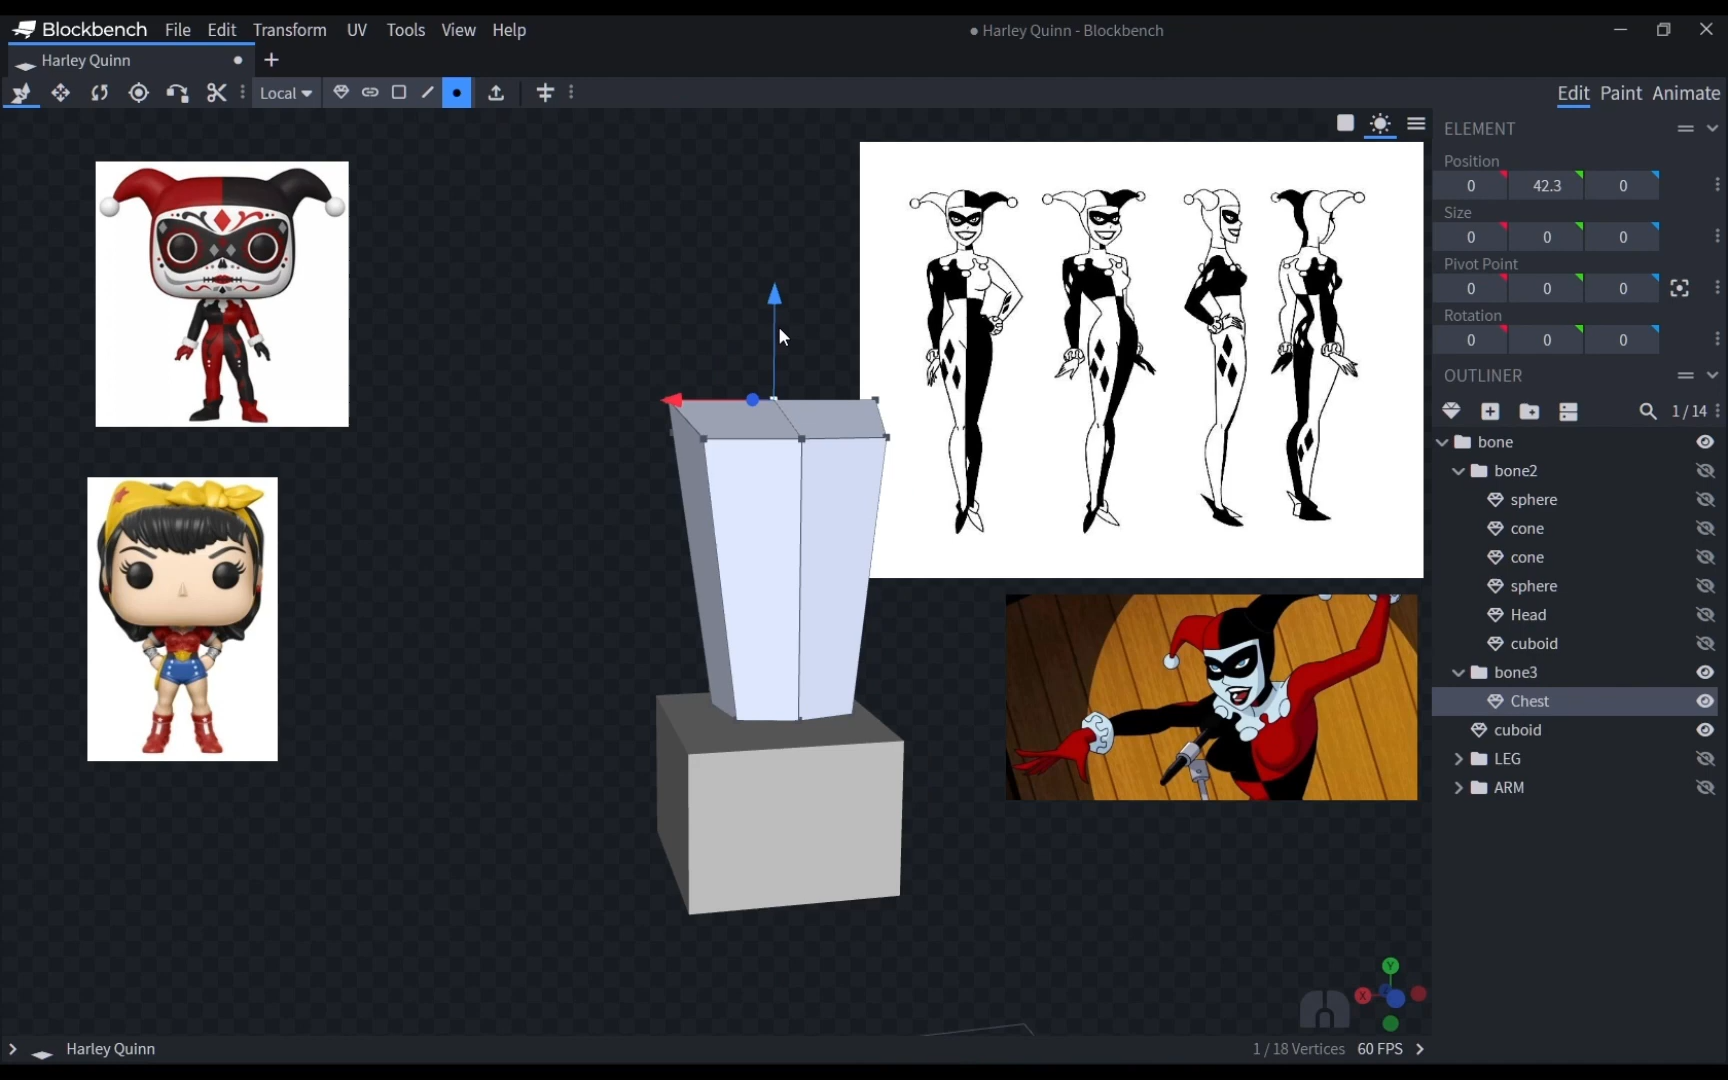 Blockbench File Edit Transform UV Tools View Help
● Harley Quinn - Blockbench
Harley Quinn ● +
Local
Edit Paint Animate
ELEMENT
Position
0 42.3 0
Size
0 0 0
Pivot Point
0 0 0
Rotation
0 0 0
OUTLINER
1 / 14
bone
bone2
sphere
cone
cone
sphere
Head
cuboid
bone3
Chest
cuboid
LEG
ARM
Y
X
Harley Quinn
1 / 18 Vertices 60 FPS